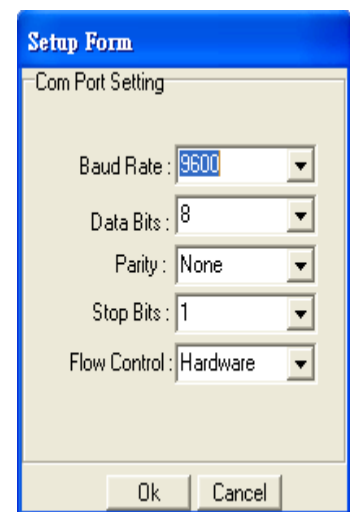 Setup Form
Com Port Setting
Baud Rate : 9600
Data Bits : 8
Parity : None
Stop Bits : 1
Flow Control : Hardware
Ok Cancel